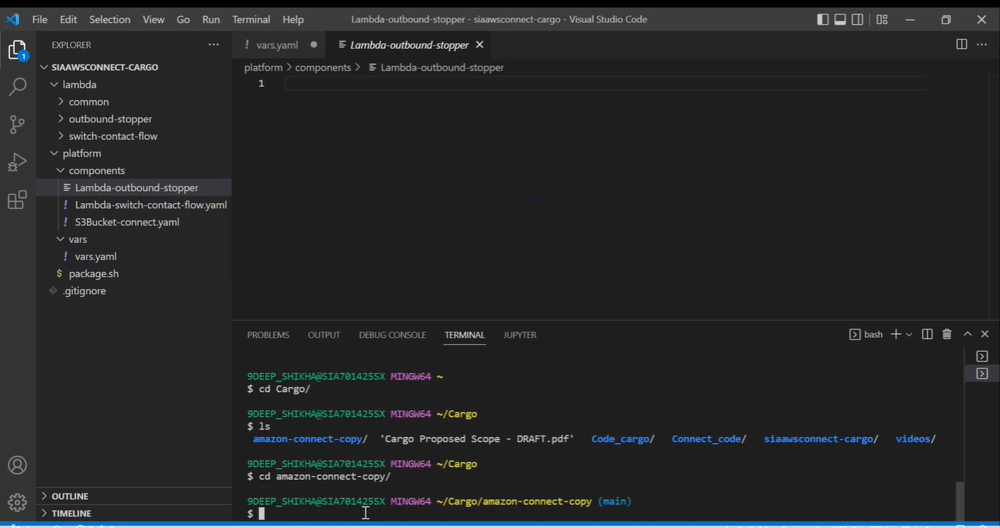 File Edit Selection View Go Run Terminal Help Lambda-outbound-stopper - siaawsconnect-cargo - Visual Studio Code
EXPLORER
vars.yaml Lambda-outbound-stopper
1
SIAAWSCONNECT-CARGO
platform > components > Lambda-outbound-stopper
1
lambda
common
outbound-stopper
switch-contact-flow
platform
components
Lambda-outbound-stopper
! Lambda-switch-contact-flow.yaml
! S3Bucket-connect.yaml
vars
! vars.yaml
$ package.sh
.gitignore
OUTLINE
TIMELINE
PROBLEMS OUTPUT DEBUG CONSOLE TERMINAL JUPYTER bash
9DEEP_SHIKHA@SIA701425SX MINGW64 ~
$ cd Cargo/
9DEEP_SHIKHA@SIA701425SX MINGW64 ~/Cargo
$ ls
amazon-connect-copy/ 'Cargo Proposed Scope - DRAFT.pdf' Code_cargo/ Connect_code/ siaawsconnect-cargo/ videos/
9DEEP_SHIKHA@SIA701425SX MINGW64 ~/Cargo
$ cd amazon-connect-copy/
9DEEP_SHIKHA@SIA701425SX MINGW64 ~/Cargo/amazon-connect-copy (main)
$